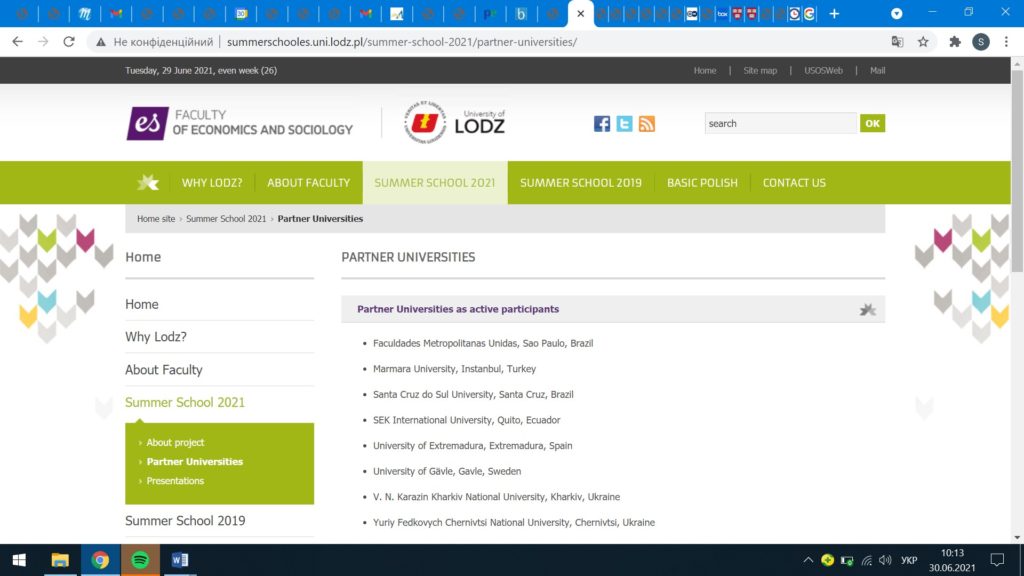 Не конфіденційний | summerschooles.uni.lodz.pl/summer-school-2021/partner-universities/
S
Tuesday, 29 June 2021, even week (26)
Home | Site map | USOSWeb | Mail
es FACULTY
OF ECONOMICS AND SOCIOLOGY
University of
LODZ
search
OK
WHY LODZ?
ABOUT FACULTY
SUMMER SCHOOL 2021
SUMMER SCHOOL 2019
BASIC POLISH
CONTACT US
Home site › Summer School 2021 › Partner Universities
Home
Home
Why Lodz?
About Faculty
Summer School 2021
› About project
› Partner Universities
› Presentations
Summer School 2019
PARTNER UNIVERSITIES
Partner Universities as active participants
• Faculdades Metropolitanas Unidas, Sao Paulo, Brazil
• Marmara University, Instanbul, Turkey
• Santa Cruz do Sul University, Santa Cruz, Brazil
• SEK International University, Quito, Ecuador
• University of Extremadura, Extremadura, Spain
• University of Gävle, Gavle, Sweden
• V. N. Karazin Kharkiv National University, Kharkiv, Ukraine
• Yuriy Fedkovych Chernivtsi National University, Chernivtsi, Ukraine
УКР
10:13
30.06.2021